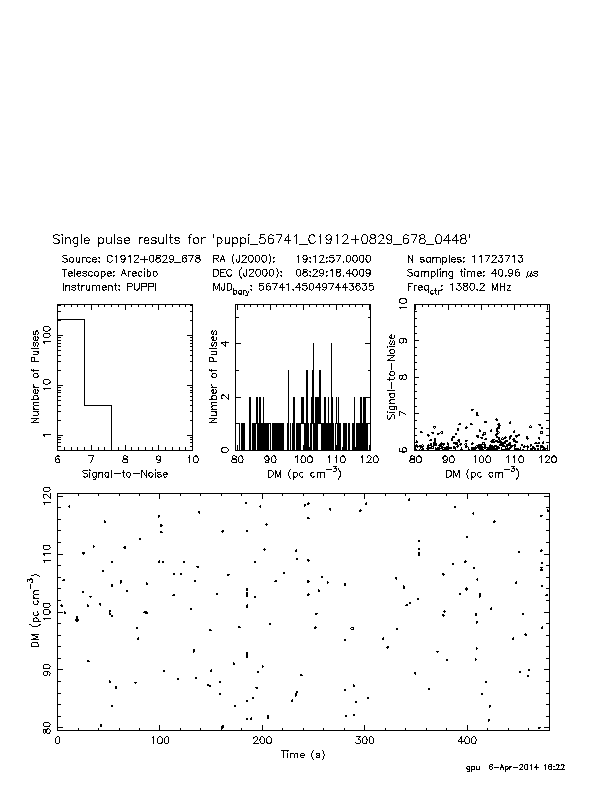 Single pulse results for 'puppi_56741_C1912+0829_678_0448'
Source: C1912+0829_678 RA (J2000): 19:12:57.0000 N samples: 11723713
Telescope: Arecibo DEC (J2000): 08:29:18.4009 Sampling time: 40.96 μs
Instrument: PUPPI MJDbary: 56741.450497443635 Freqctr: 1380.2 MHz
Number of Pulses
1 10 100
6 7 8 9 10
Signal-to-Noise
Number of Pulses
0 2 4
80 90 100 110 120
DM (pc cm⁻³)
Signal-to-Noise
6 7 8 9 10
80 90 100 110 120
DM (pc cm⁻³)
DM (pc cm⁻³)
80 90 100 110 120
0 100 200 300 400
Time (s)
gpu 6-Apr-2014 16:22